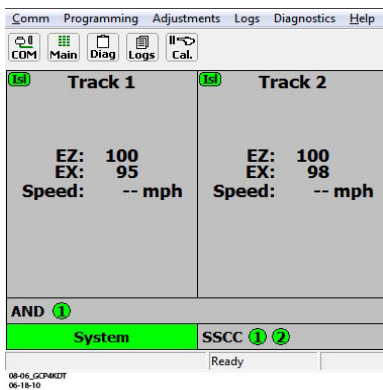 Comm Programming Adjustments Logs Diagnostics Help
COM Main Diag Logs Cal.
Isl Track 1 Isl Track 2
EZ: 100 EZ: 100
EX: 95 EX: 98
Speed: -- mph Speed: -- mph
AND 1
System SSCC 1 2
Ready
08-06_GCP4KDT
06-18-10